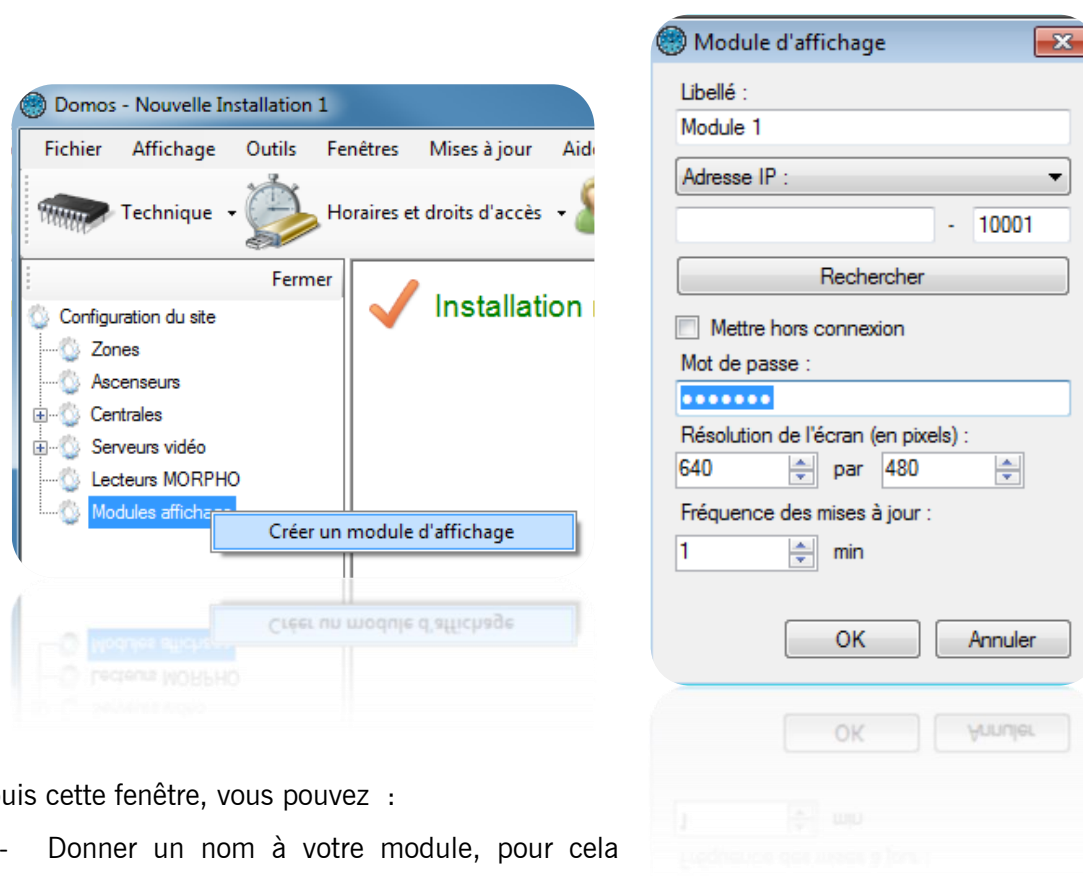 Domos - Nouvelle Installation 1
Fichier Affichage Outils Fenêtres Mises à jour
Technique Horaires et droits d'accès
Fermer
Configuration du site
Zones
Ascenseurs
Centrales
Serveurs vidéo
Lecteurs MORPHO
Modules
Créer un module d'affichage
Installation
Module d'affichage
Libellé :
Module 1
Adresse IP :
- 10001
Rechercher
Mettre hors connexion
Mot de passe :
●●●●●●●
Résolution de l'écran (en pixels) :
640 par 480
Fréquence des mises à jour :
1 min
OK Annuler
cette fenêtre, vous pouvez :
- Donner un nom à votre module, pour cela